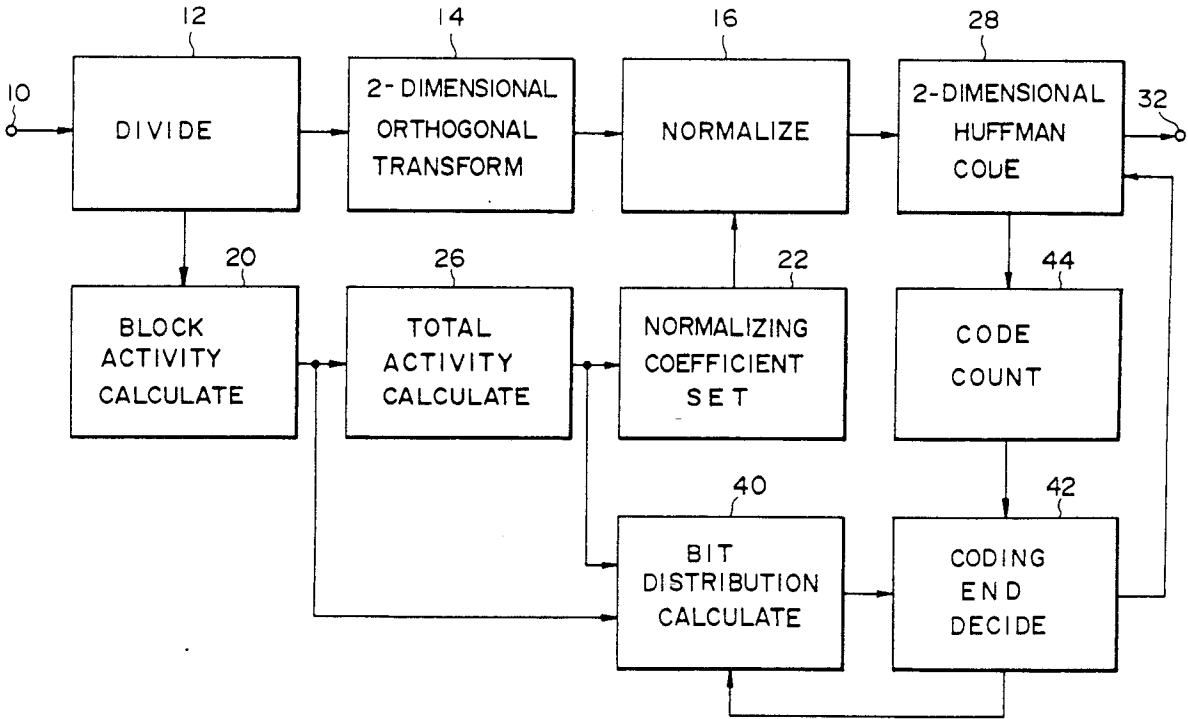 12
14
16
28
10
DIVIDE
2-DIMENSIONAL
ORTHOGONAL
TRANSFORM
NORMALIZE
2-DIMENSIONAL
HUFFMAN
CODE
32
20
26
22
44
BLOCK
ACTIVITY
CALCULATE
TOTAL
ACTIVITY
CALCULATE
NORMALIZING
COEFFICIENT
SET
CODE
COUNT
40
42
BIT
DISTRIBUTION
CALCULATE
CODING
END
DECIDE